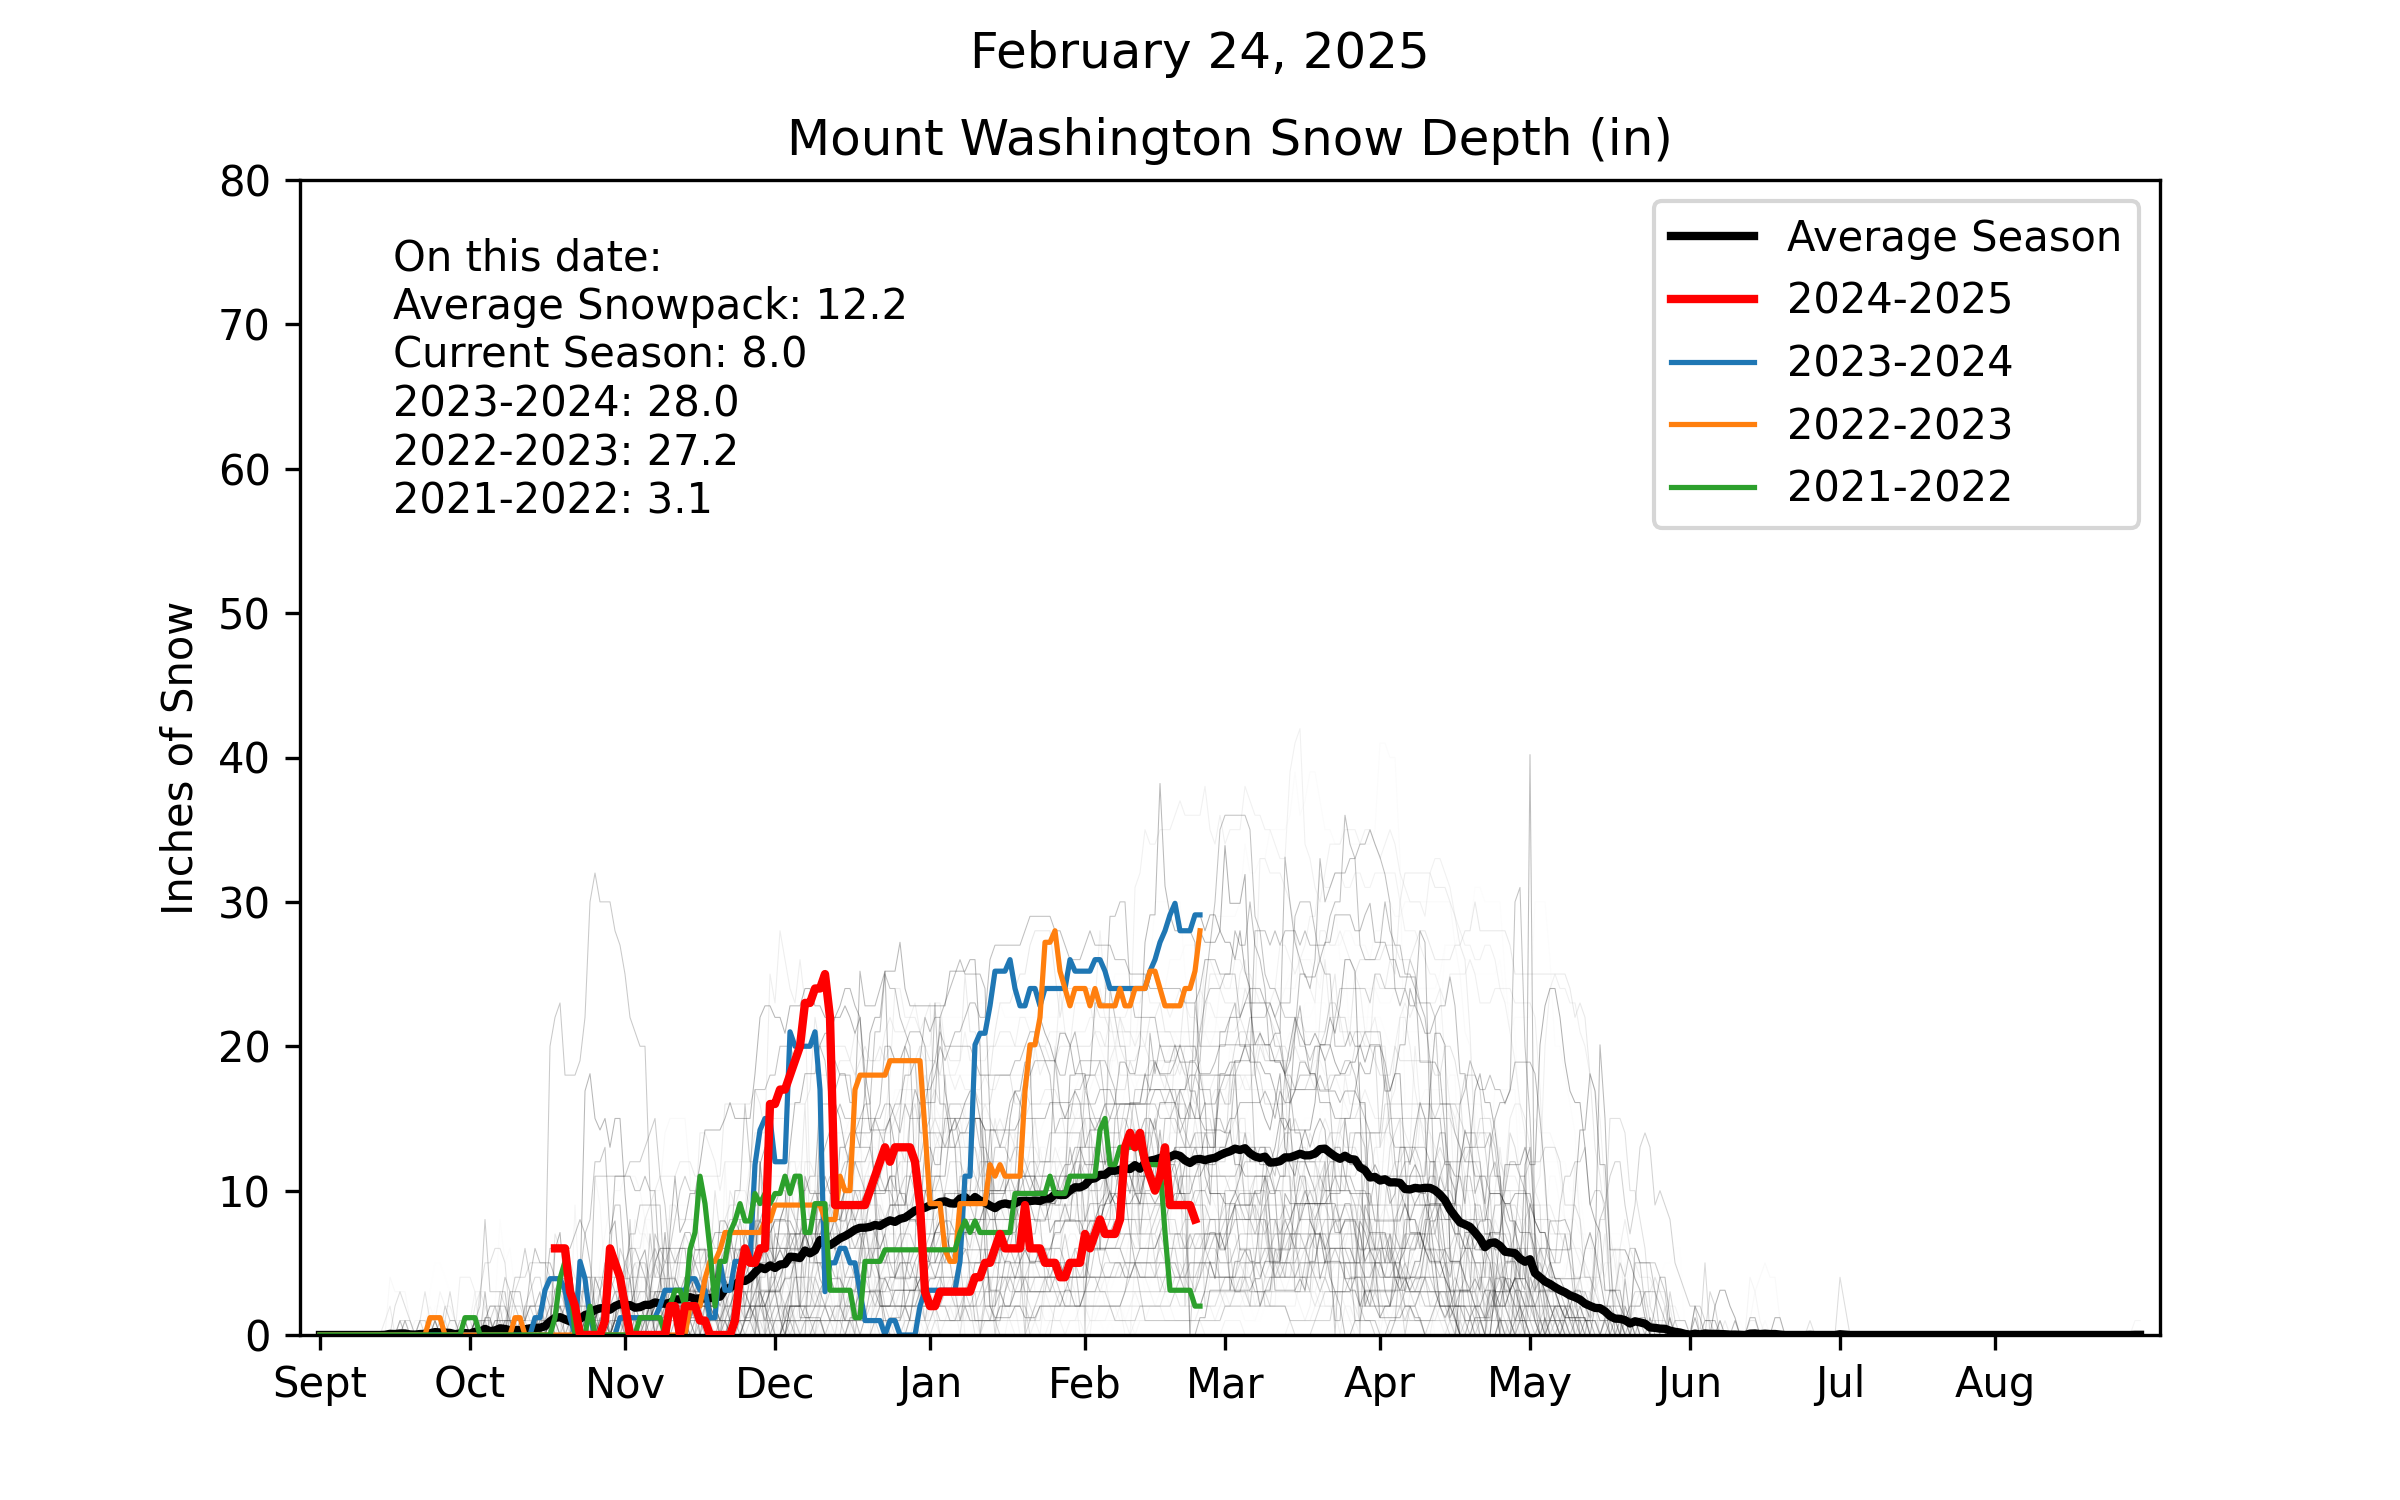 February 24, 2025
Mount Washington Snow Depth (in)
On this date:
Average Snowpack: 12.2
Current Season: 8.0
2023-2024: 28.0
2022-2023: 27.2
2021-2022: 3.1
Average Season
2024-2025
2023-2024
2022-2023
2021-2022
Inches of Snow
80
70
60
50
40
30
20
10
0
Sept Oct Nov Dec Jan Feb Mar Apr May Jun Jul Aug